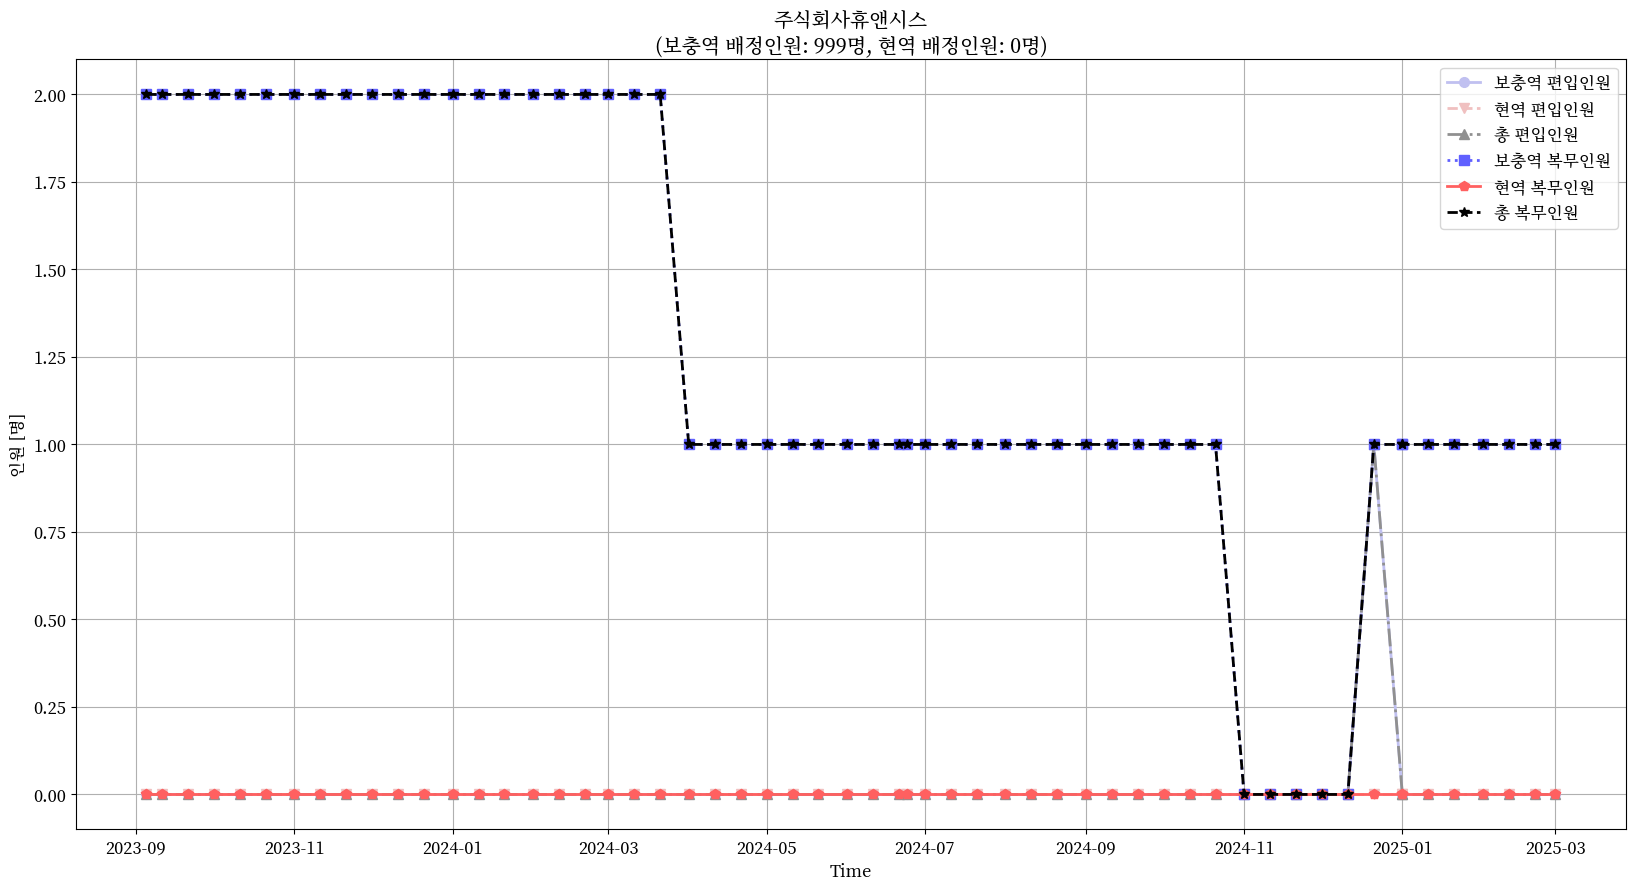 주식회사휴앤시스
(보충역 배정인원: 999명, 현역 배정인원: 0명)
보충역 편입인원
현역 편입인원
총 편입인원
보충역 복무인원
현역 복무인원
총 복무인원
인원 [명]
2.00
1.75
1.50
1.25
1.00
0.75
0.50
0.25
0.00
2023-09
2023-11
2024-01
2024-03
2024-05
2024-07
2024-09
2024-11
2025-01
2025-03
Time